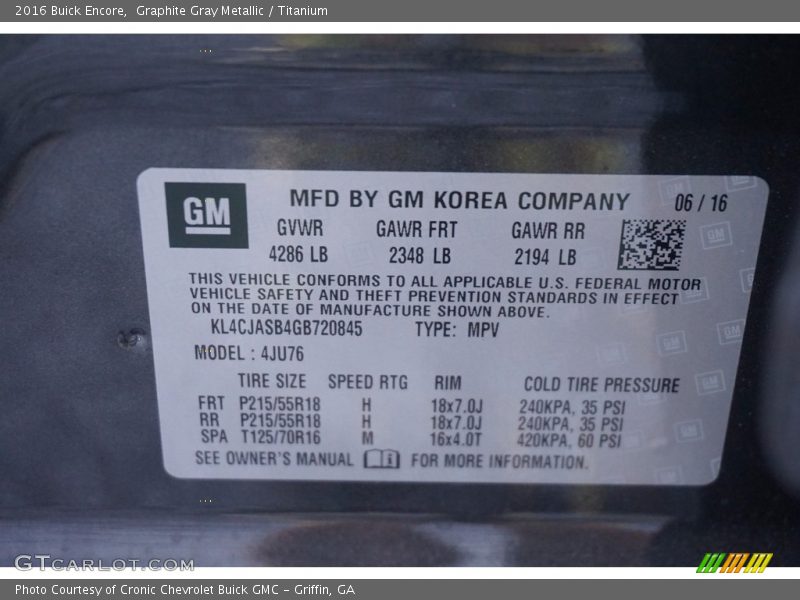 2016 Buick Encore,  Graphite Gray Metallic / Titanium
GM
MFD BY GM KOREA COMPANY 06 / 16
GVWR GAWR FRT GAWR RR
4286 LB 2348 LB 2194 LB
THIS VEHICLE CONFORMS TO ALL APPLICABLE U.S. FEDERAL MOTOR
VEHICLE SAFETY AND THEFT PREVENTION STANDARDS IN EFFECT
ON THE DATE OF MANUFACTURE SHOWN ABOVE.
KL4CJASB4GB720845 TYPE: MPV
MODEL : 4JU76
TIRE SIZE SPEED RTG RIM COLD TIRE PRESSURE
FRT P215/55R18 H 18x7.0J 240KPA, 35 PSI
RR P215/55R18 H 18x7.0J 240KPA, 35 PSI
SPA T125/70R16 M 16x4.0T 420KPA, 60 PSI
SEE OWNER'S MANUAL FOR MORE INFORMATION.
GTCARLOT.COM
Photo Courtesy of Cronic Chevrolet Buick GMC – Griffin, GA